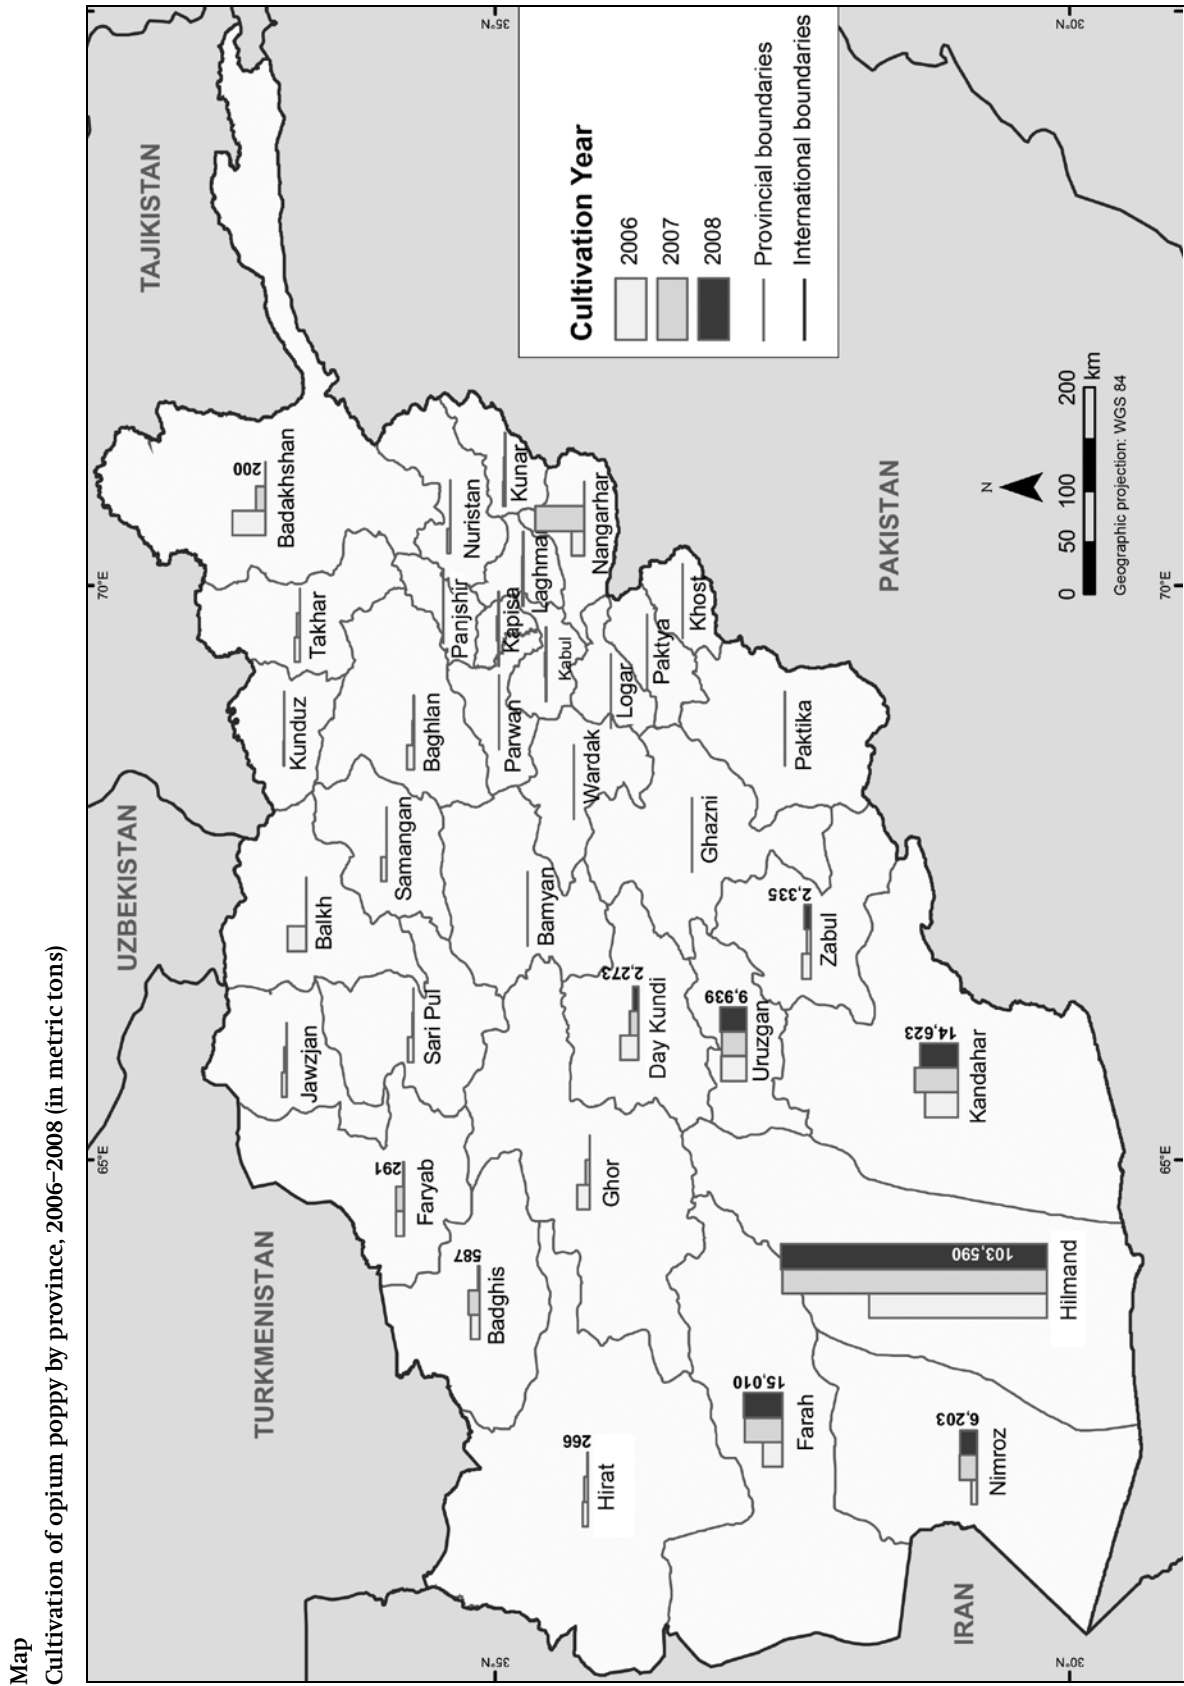 Map
Cultivation of opium poppy by province, 2006–2008 (in metric tons)
TAJIKISTAN
UZBEKISTAN
TURKMENISTAN
PAKISTAN
IRAN
35°N
30°N
35°N
30°N
70°E
65°E
70°E
65°E
200
Badakhshan
Takhar
Kunduz
Balkh
Jawzjan
291
Faryab
Sari Pul
Samangan
Baghlan
Panjshir
Nuristan
Kunar
Kapisa
Laghman
Nangarhar
Parwan
Kabul
587
Badghis
Bamyan
Wardak
Logar
Paktya
Khost
266
Hirat
Ghor
2,273
Day Kundi
Ghazni
Paktika
9,939
Uruzgan
2,335
Zabul
15,010
Farah
6,203
Nimroz
103,590
Hilmand
14,623
Kandahar
Cultivation Year
2006
2007
2008
Provincial boundaries
International boundaries
N
0 50 100 200
km
Geographic projection: WGS 84